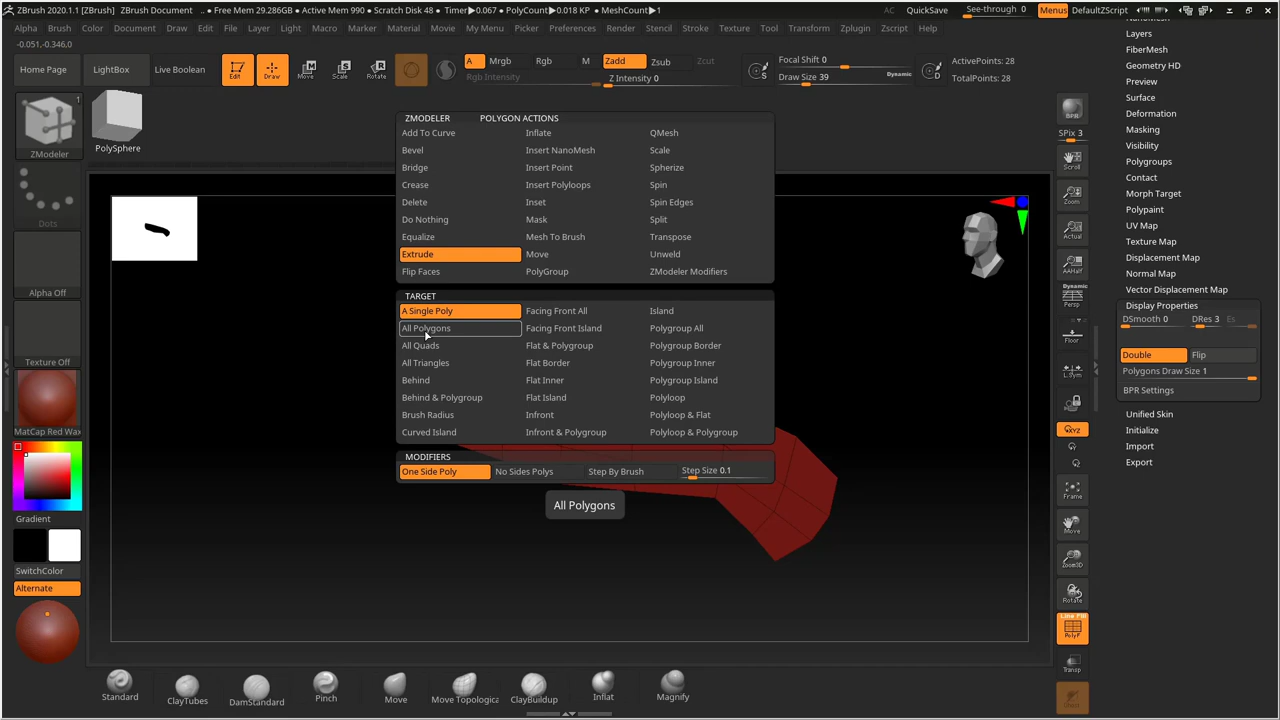 ZBrush 2020.1.1 [ZBrush] ZBrush Document .. • Free Mem 29.286GB • Active Mem 990 • Scratch Disk 48 • Timer▶0.067 • PolyCount▶0.018 KP • MeshCount▶1 AC QuickSave See-through 0 Menus DefaultZScript
Alpha Brush Color Document Draw Edit File Layer Light Macro Marker Material Movie My Menu Picker Preferences Render Stencil Stroke Texture Tool Transform Zplugin Zscript Help
-0.051,-0.346,0
Home Page LightBox Live Boolean Edit Draw Move Scale Rotate A Mrgb Rgb M Zadd Zsub Zcut Focal Shift 0 ActivePoints: 28
Rgb Intensity Z Intensity 0 S Draw Size 39 Dynamic D TotalPoints: 28
1
ZModeler
PolySphere
Dots
Alpha Off
Texture Off
MatCap Red Wax
Gradient
SwitchColor
Alternate
ZMODELER POLYGON ACTIONS
Add To Curve Inflate QMesh
Bevel Insert NanoMesh Scale
Bridge Insert Point Spherize
Crease Insert Polyloops Spin
Delete Inset Spin Edges
Do Nothing Mask Split
Equalize Mesh To Brush Transpose
Extrude Move Unweld
Flip Faces PolyGroup ZModeler Modifiers
TARGET
A Single Poly Facing Front All Island
All Polygons Facing Front Island Polygroup All
All Quads Flat & Polygroup Polygroup Border
All Triangles Flat Border Polygroup Inner
Behind Flat Inner Polygroup Island
Behind & Polygroup Flat Island Polyloop
Brush Radius Infront Polyloop & Flat
Curved Island Infront & Polygroup Polyloop & Polygroup
MODIFIERS
One Side Poly No Sides Polys Step By Brush Step Size 0.1
All Polygons
BPR
SPix 3
Scroll
Zoom
Actual
AAHalf
Dynamic
Persp
Floor
L.Sym
XYZ
Frame
Move
Zoom3D
Rotate
Line Fill
PolyF
Transp
Layers
FiberMesh
Geometry HD
Preview
Surface
Deformation
Masking
Visibility
Polygroups
Contact
Morph Target
Polypaint
UV Map
Texture Map
Displacement Map
Normal Map
Vector Displacement Map
Display Properties
DSmooth 0 DRes 3 Es
Double Flip
Polygons Draw Size 1
BPR Settings
Unified Skin
Initialize
Import
Export
Standard ClayTubes DamStandard Pinch Move Move Topologica ClayBuildup Inflat Magnify